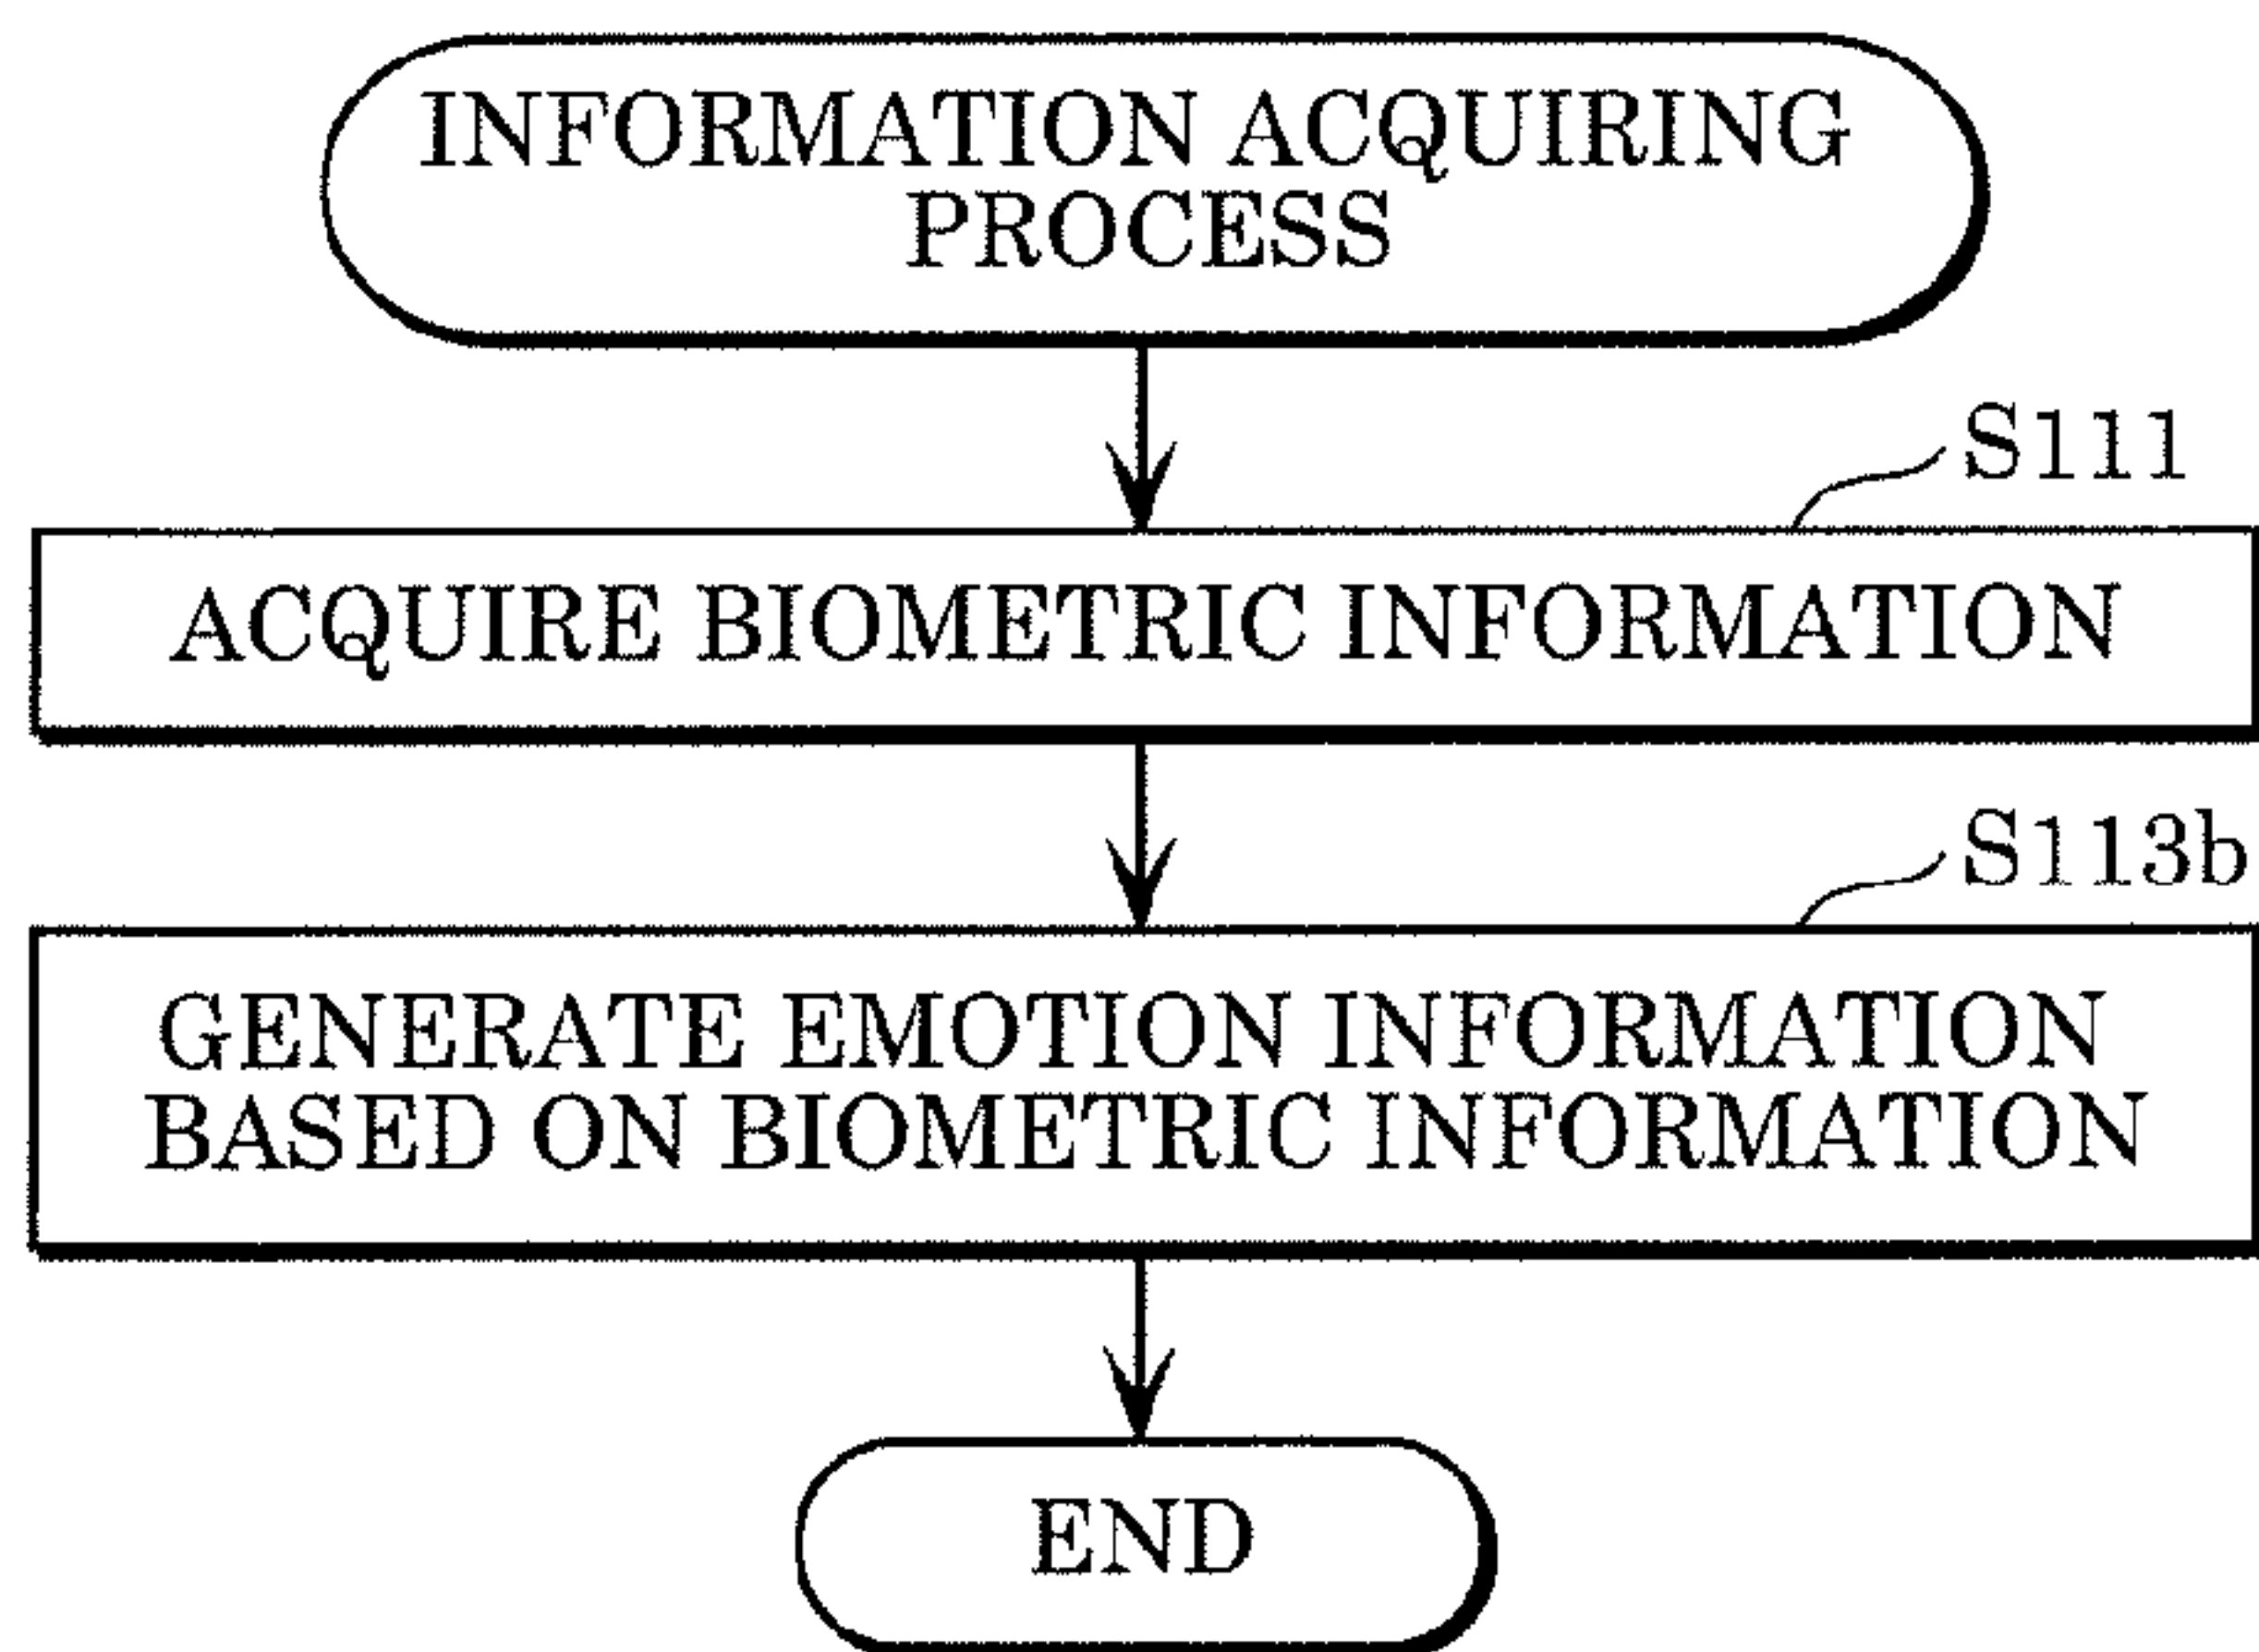 INFORMATION ACQUIRING
PROCESS
S111
ACQUIRE BIOMETRIC INFORMATION
S113b
GENERATE EMOTION INFORMATION
BASED ON BIOMETRIC INFORMATION
END